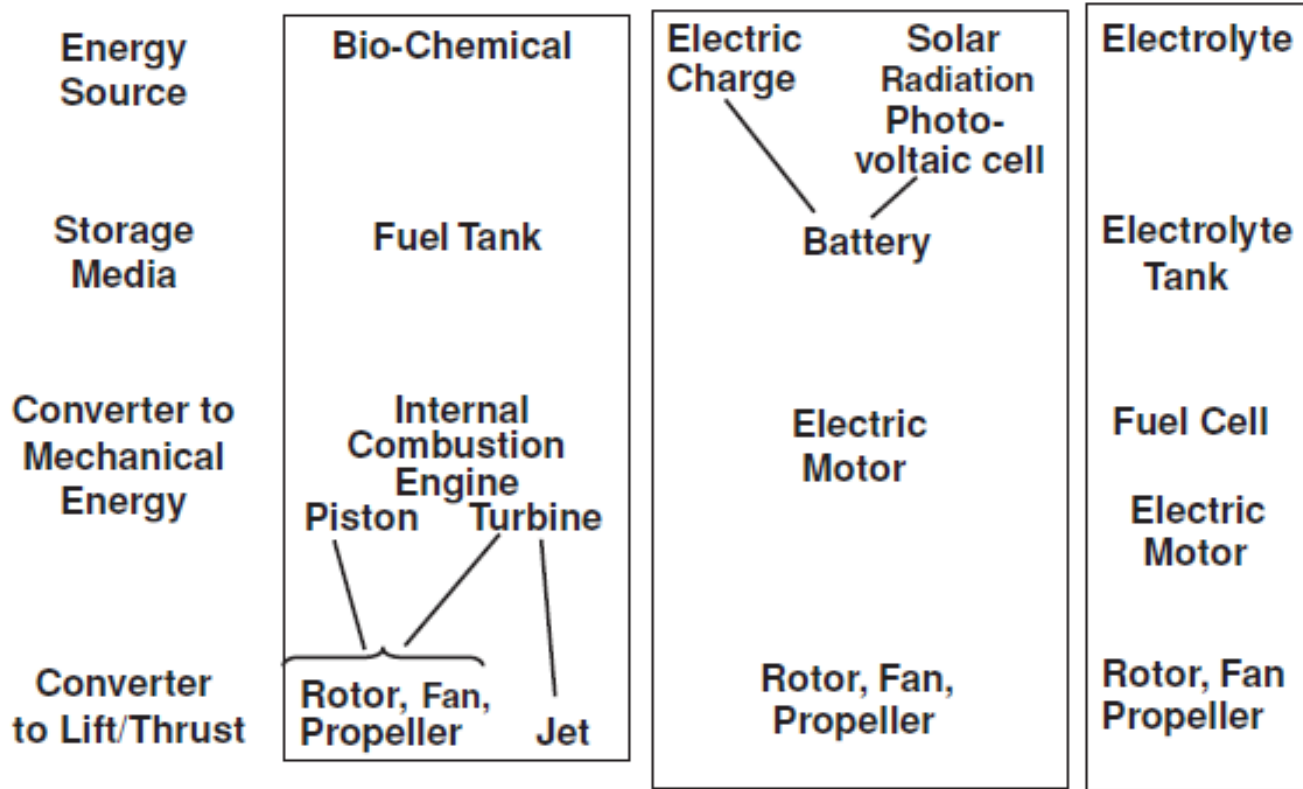 Energy
Source
Bio-Chemical
Electric
Charge
Solar
Radiation
Photo-
voltaic cell
Electrolyte
Storage
Media
Fuel Tank
Battery
Electrolyte
Tank
Converter to
Mechanical
Energy
Internal
Combustion
Engine
Piston
Turbine
Electric
Motor
Fuel Cell
Electric
Motor
Converter
to Lift/Thrust
Rotor, Fan,
Propeller
Jet
Rotor, Fan,
Propeller
Rotor, Fan
Propeller